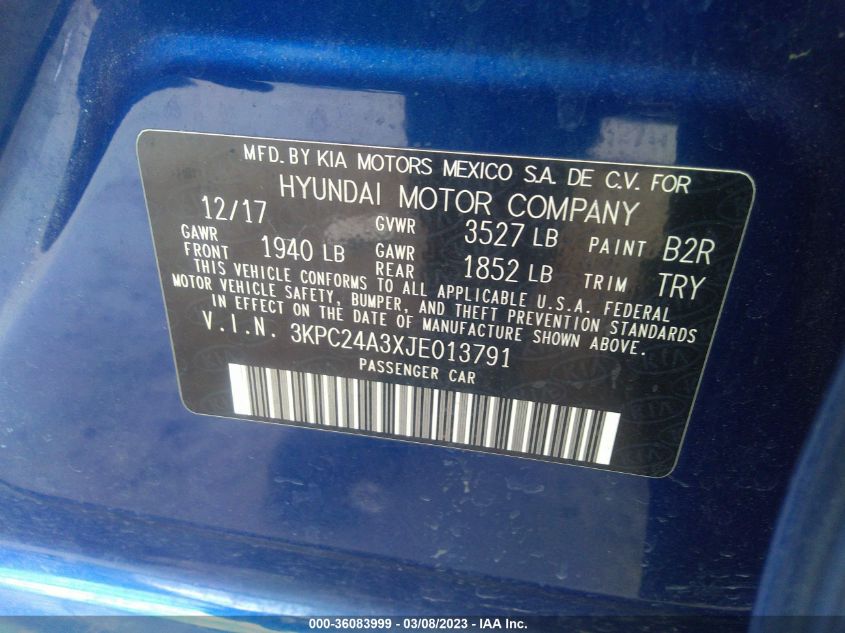 MFD. BY KIA MOTORS MEXICO S.A. DE C.V. FOR
HYUNDAI MOTOR COMPANY
12/17 GVWR 3527 LB PAINT B2R
GAWR FRONT 1940 LB GAWR REAR 1852 LB TRIM TRY
THIS VEHICLE CONFORMS TO ALL APPLICABLE U.S.A. FEDERAL
MOTOR VEHICLE SAFETY, BUMPER, AND THEFT PREVENTION STANDARDS
IN EFFECT ON THE DATE OF MANUFACTURE SHOWN ABOVE.
V.I.N. 3KPC24A3XJE013791
PASSENGER CAR
KIA
000-36083999 - 03/08/2023 - IAA Inc.